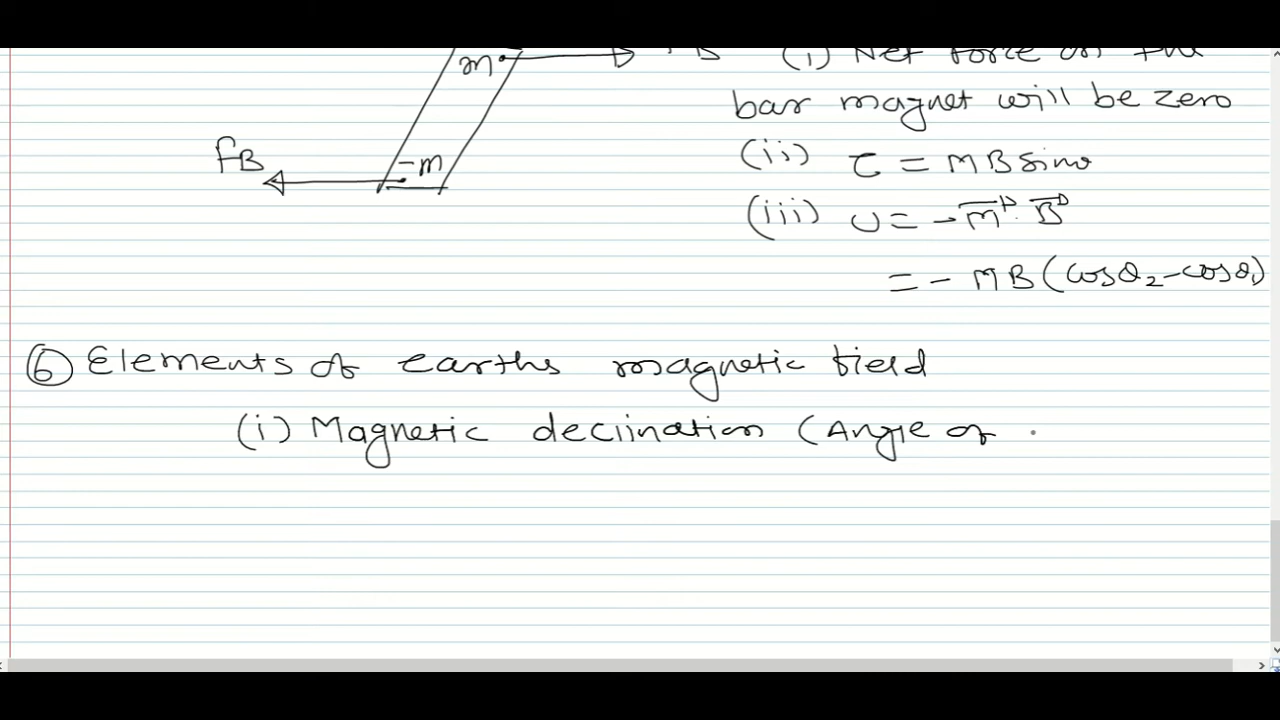 m B (i) Net force on the
bar magnet will be zero
FB -m (ii) τ = MB sinθ
(iii) U = -M⃗ · B⃗
= - MB (cosθ₂ - cosθ₁)
⑥ Elements of earths magnetic field
(i) Magnetic deciination (Angle of